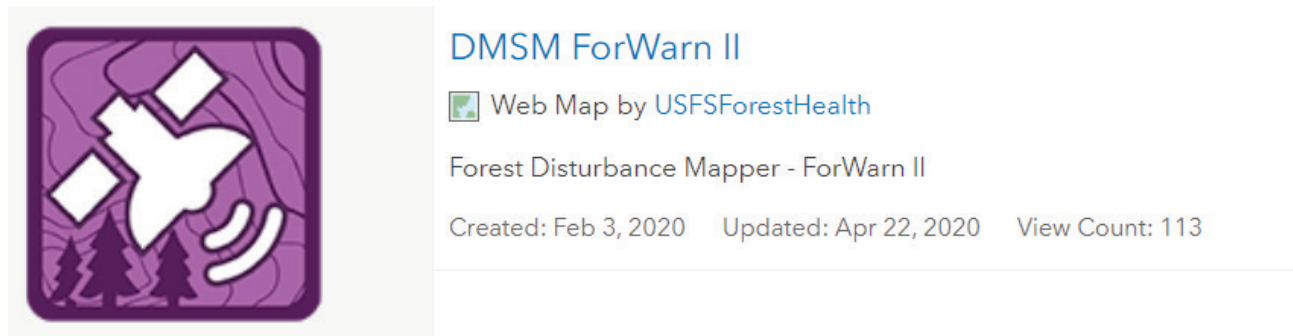 DMSM ForWarn II
Web Map by USFSForestHealth
Forest Disturbance Mapper - ForWarn II
Created: Feb 3, 2020 Updated: Apr 22, 2020 View Count: 113